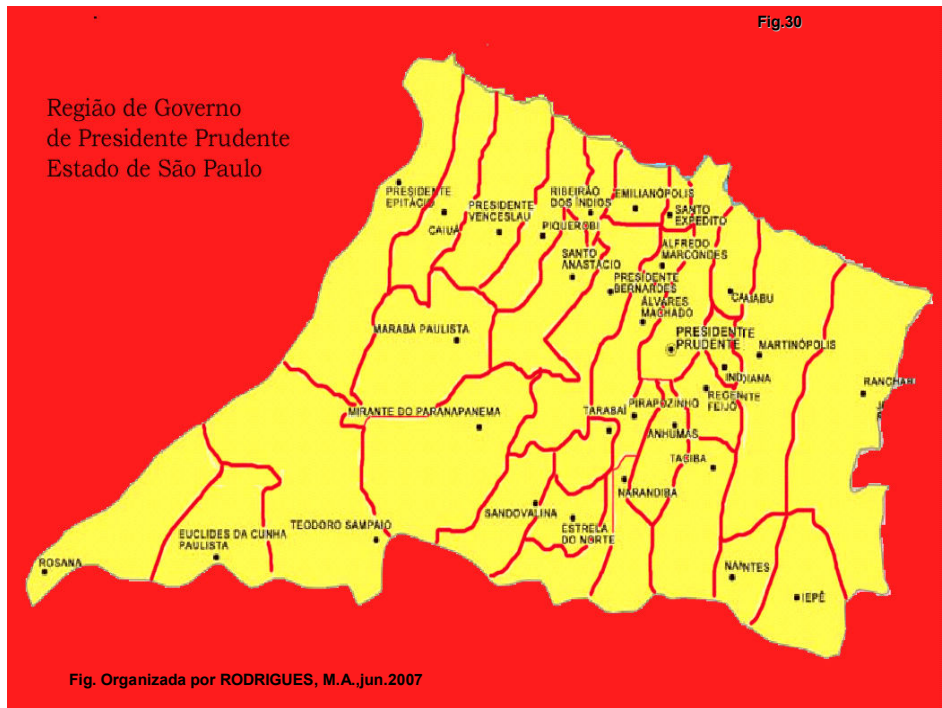 Fig.30
Região de Governo
de Presidente Prudente
Estado de São Paulo
PRESIDENTE
EPITÁCIO
CAIUÁ
PRESIDENTE
VENCESLAU
RIBEIRÃO
DOS ÍNDIOS
PIQUEROBI
EMILIANÓPOLIS
SANTO
EXPEDITO
SANTO
ANASTÁCIO
ALFREDO
MARCONDES
PRESIDENTE
BERNARDES
ÁLVARES
MACHADO
CAIABU
MARABÁ PAULISTA
PRESIDENTE
PRUDENTE
MARTINÓPOLIS
INDIANA
RANCHAR
REGENTE
FEIJÓ
MIRANTE DO PARANAPANEMA
TARABAÍ
PIRAPOZINHO
ANHUMAS
TACIBA
NARANDIBA
SANDOVALINA
ESTRELA
DO NORTE
TEODORO SAMPAIO
EUCLIDES DA CUNHA
PAULISTA
ROSANA
NANTES
IEPÊ
Fig. Organizada por RODRIGUES, M.A.,jun.2007